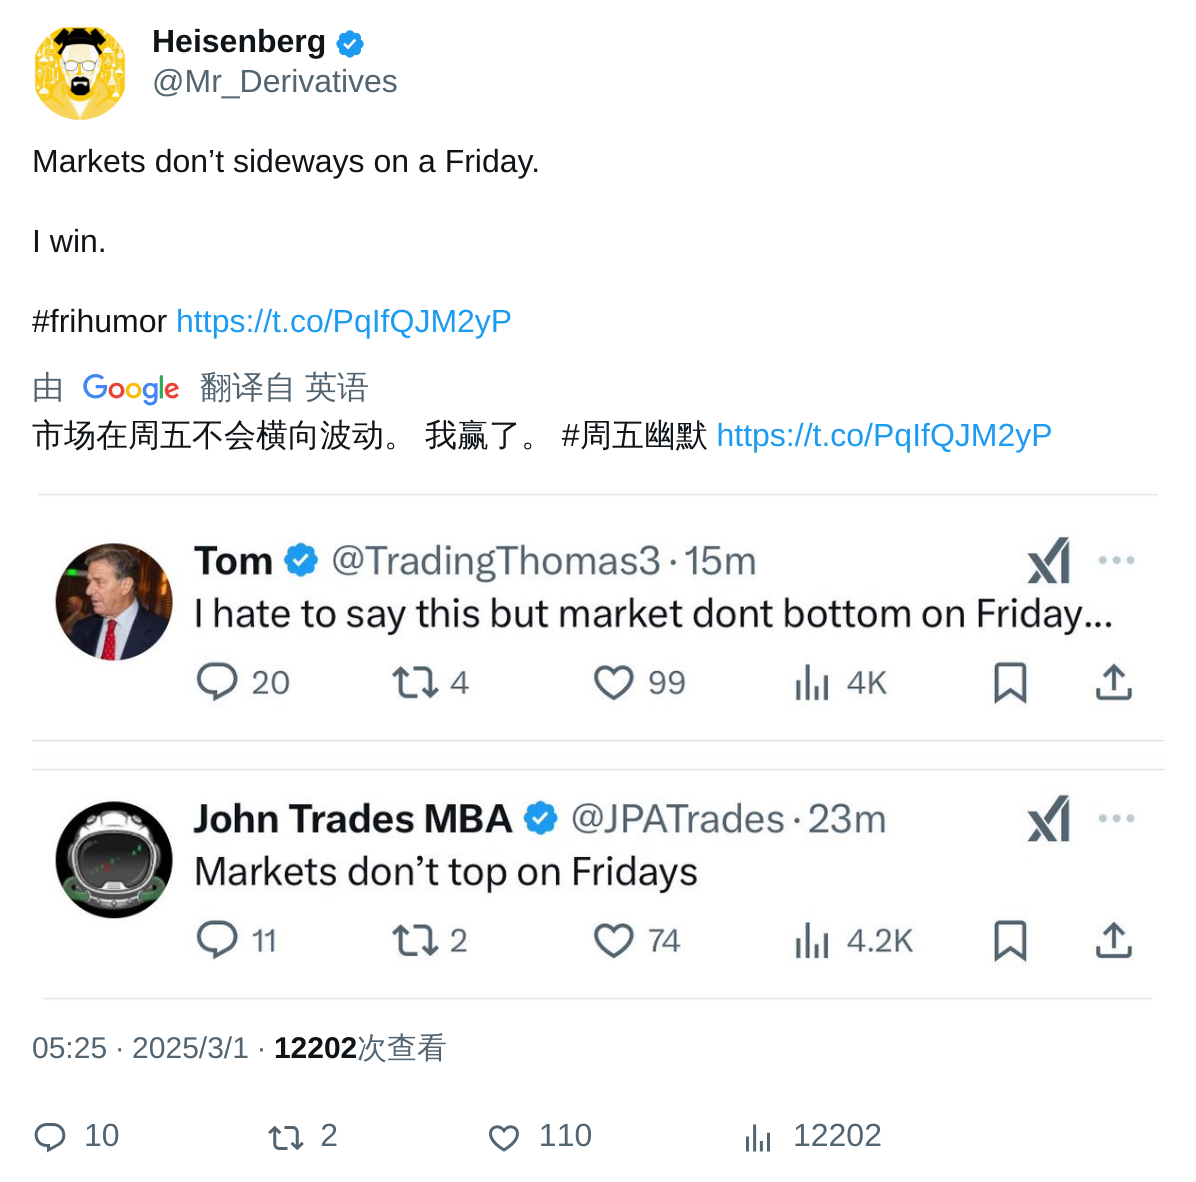 Heisenberg
@Mr_Derivatives
Markets don’t sideways on a Friday.
I win.
#frihumor https://t.co/PqIfQJM2yP
由 Google 翻译自 英语
市场在周五不会横向波动。 我赢了。 #周五幽默 https://t.co/PqIfQJM2yP
Tom @TradingThomas3 · 15m
I hate to say this but market dont bottom on Friday...
20 4 99 4K
John Trades MBA @JPATrades · 23m
Markets don’t top on Fridays
11 2 74 4.2K
05:25 · 2025/3/1 · 12202次查看
10 2 110 12202